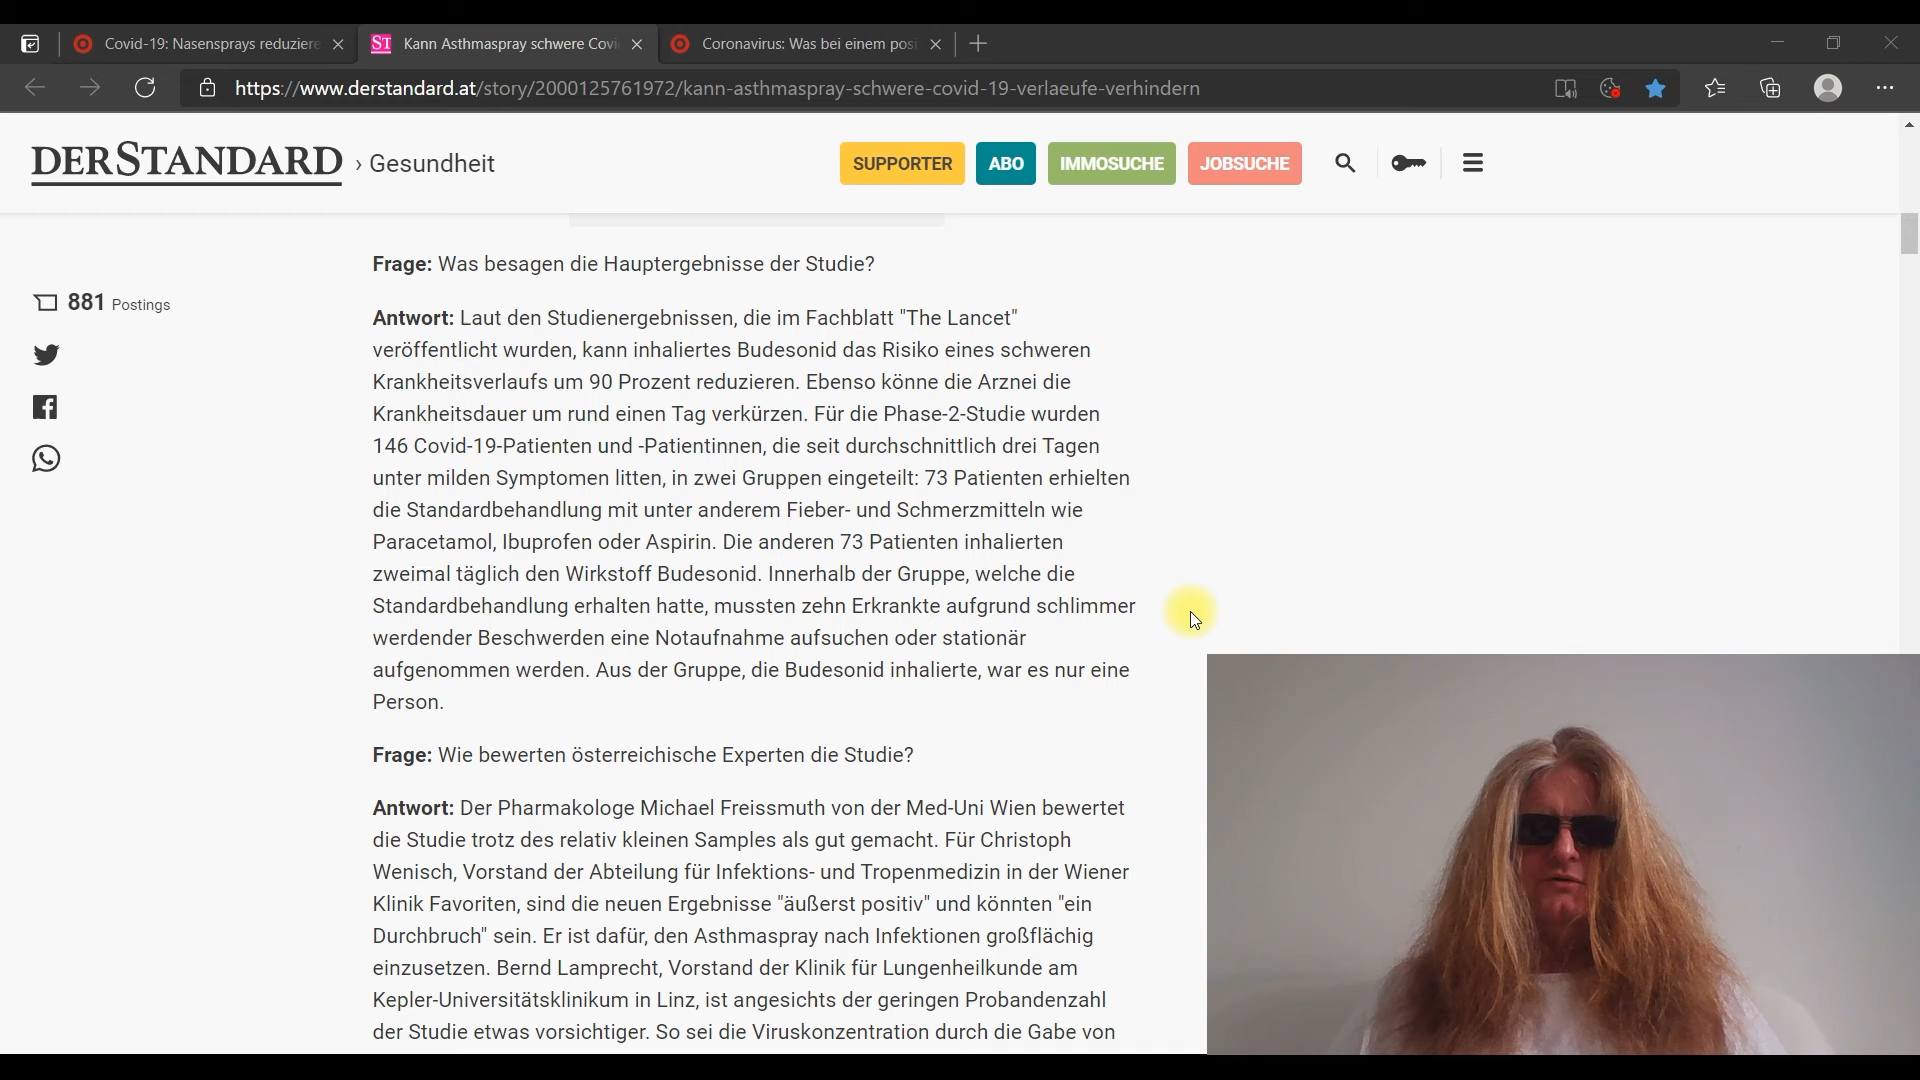 Covid-19: Nasensprays reduziere
Kann Asthmaspray schwere Covi
Coronavirus: Was bei einem posi
https://www.derstandard.at/story/2000125761972/kann-asthmaspray-schwere-covid-19-verlaeufe-verhindern
DERSTANDARD › Gesundheit
SUPPORTER
ABO
IMMOSUCHE
JOBSUCHE
881 Postings
Frage: Was besagen die Hauptergebnisse der Studie?
Antwort: Laut den Studienergebnissen, die im Fachblatt "The Lancet"
veröffentlicht wurden, kann inhaliertes Budesonid das Risiko eines schweren
Krankheitsverlaufs um 90 Prozent reduzieren. Ebenso könne die Arznei die
Krankheitsdauer um rund einen Tag verkürzen. Für die Phase-2-Studie wurden
146 Covid-19-Patienten und -Patientinnen, die seit durchschnittlich drei Tagen
unter milden Symptomen litten, in zwei Gruppen eingeteilt: 73 Patienten erhielten
die Standardbehandlung mit unter anderem Fieber- und Schmerzmitteln wie
Paracetamol, Ibuprofen oder Aspirin. Die anderen 73 Patienten inhalierten
zweimal täglich den Wirkstoff Budesonid. Innerhalb der Gruppe, welche die
Standardbehandlung erhalten hatte, mussten zehn Erkrankte aufgrund schlimmer
werdender Beschwerden eine Notaufnahme aufsuchen oder stationär
aufgenommen werden. Aus der Gruppe, die Budesonid inhalierte, war es nur eine
Person.
Frage: Wie bewerten österreichische Experten die Studie?
Antwort: Der Pharmakologe Michael Freissmuth von der Med-Uni Wien bewertet
die Studie trotz des relativ kleinen Samples als gut gemacht. Für Christoph
Wenisch, Vorstand der Abteilung für Infektions- und Tropenmedizin in der Wiener
Klinik Favoriten, sind die neuen Ergebnisse "äußerst positiv" und könnten "ein
Durchbruch" sein. Er ist dafür, den Asthmaspray nach Infektionen großflächig
einzusetzen. Bernd Lamprecht, Vorstand der Klinik für Lungenheilkunde am
Kepler-Universitätsklinikum in Linz, ist angesichts der geringen Probandenzahl
der Studie etwas vorsichtiger. So sei die Viruskonzentration durch die Gabe von